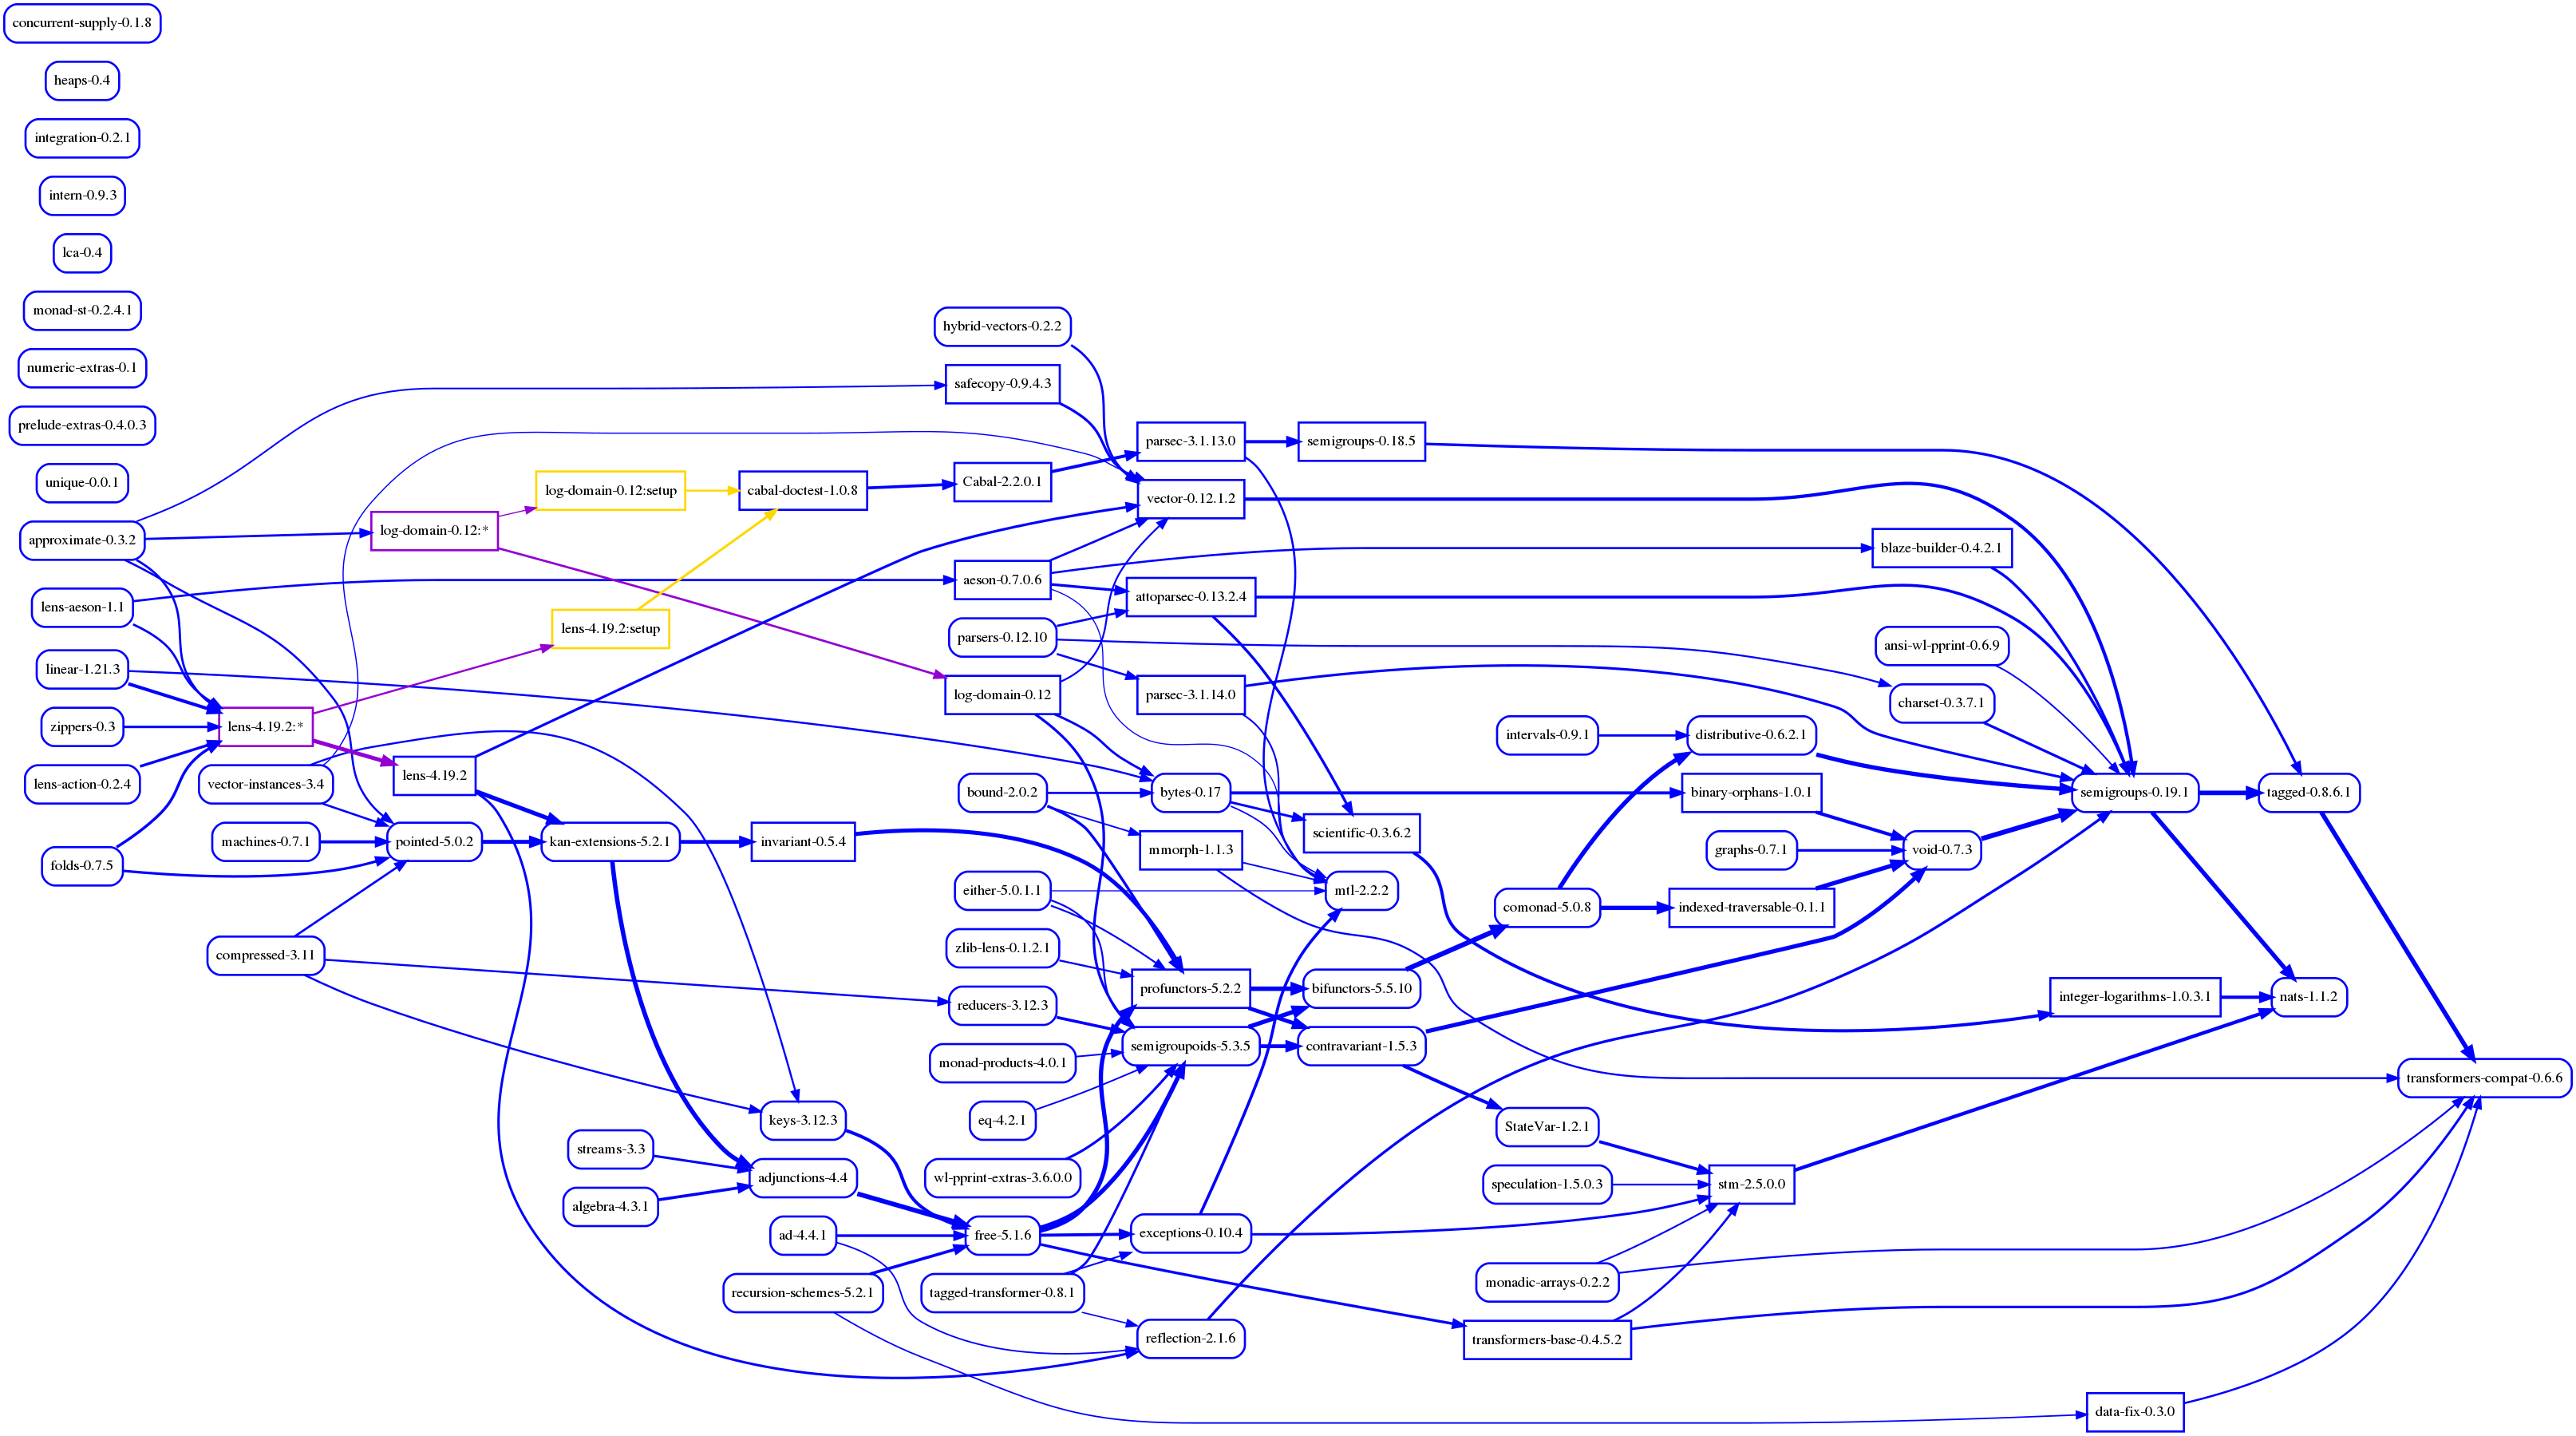 concurrent-supply-0.1.8
heaps-0.4
integration-0.2.1
intern-0.9.3
lca-0.4
monad-st-0.2.4.1
numeric-extras-0.1
prelude-extras-0.4.0.3
unique-0.0.1
approximate-0.3.2
lens-aeson-1.1
linear-1.21.3
zippers-0.3
lens-action-0.2.4
folds-0.7.5
lens-4.19.2:*
vector-instances-3.4
machines-0.7.1
compressed-3.11
log-domain-0.12:*
lens-4.19.2
pointed-5.0.2
log-domain-0.12:setup
lens-4.19.2:setup
kan-extensions-5.2.1
streams-3.3
algebra-4.3.1
cabal-doctest-1.0.8
invariant-0.5.4
keys-3.12.3
adjunctions-4.4
ad-4.4.1
recursion-schemes-5.2.1
hybrid-vectors-0.2.2
safecopy-0.9.4.3
Cabal-2.2.0.1
aeson-0.7.0.6
parsers-0.12.10
log-domain-0.12
bound-2.0.2
either-5.0.1.1
zlib-lens-0.1.2.1
reducers-3.12.3
monad-products-4.0.1
eq-4.2.1
wl-pprint-extras-3.6.0.0
free-5.1.6
tagged-transformer-0.8.1
parsec-3.1.13.0
vector-0.12.1.2
attoparsec-0.13.2.4
parsec-3.1.14.0
bytes-0.17
mmorph-1.1.3
profunctors-5.2.2
semigroupoids-5.3.5
exceptions-0.10.4
reflection-2.1.6
semigroups-0.18.5
scientific-0.3.6.2
mtl-2.2.2
bifunctors-5.5.10
contravariant-1.5.3
intervals-0.9.1
comonad-5.0.8
StateVar-1.2.1
speculation-1.5.0.3
monadic-arrays-0.2.2
transformers-base-0.4.5.2
distributive-0.6.2.1
binary-orphans-1.0.1
graphs-0.7.1
indexed-traversable-0.1.1
stm-2.5.0.0
blaze-builder-0.4.2.1
ansi-wl-pprint-0.6.9
charset-0.3.7.1
void-0.7.3
semigroups-0.19.1
integer-logarithms-1.0.3.1
data-fix-0.3.0
tagged-0.8.6.1
nats-1.1.2
transformers-compat-0.6.6